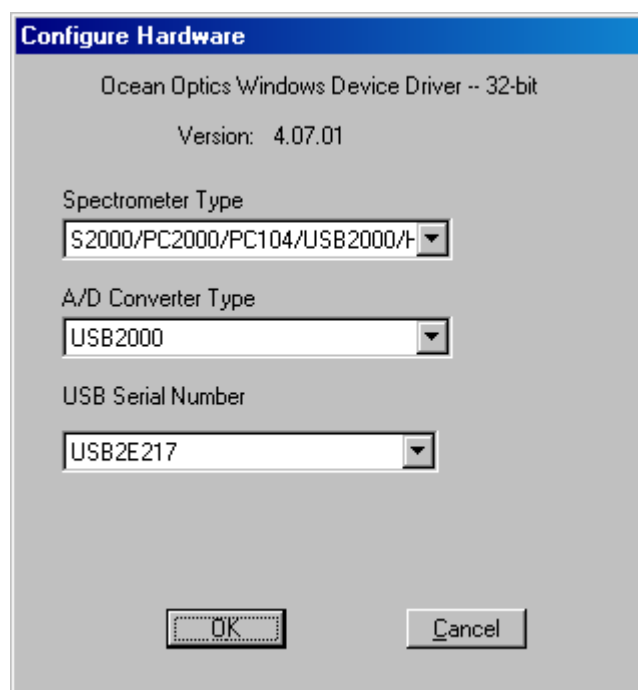 Configure Hardware
Ocean Optics Windows Device Driver -- 32-bit
Version: 4.07.01
Spectrometer Type
S2000/PC2000/PC104/USB2000/H
A/D Converter Type
USB2000
USB Serial Number
USB2E217
OK Cancel